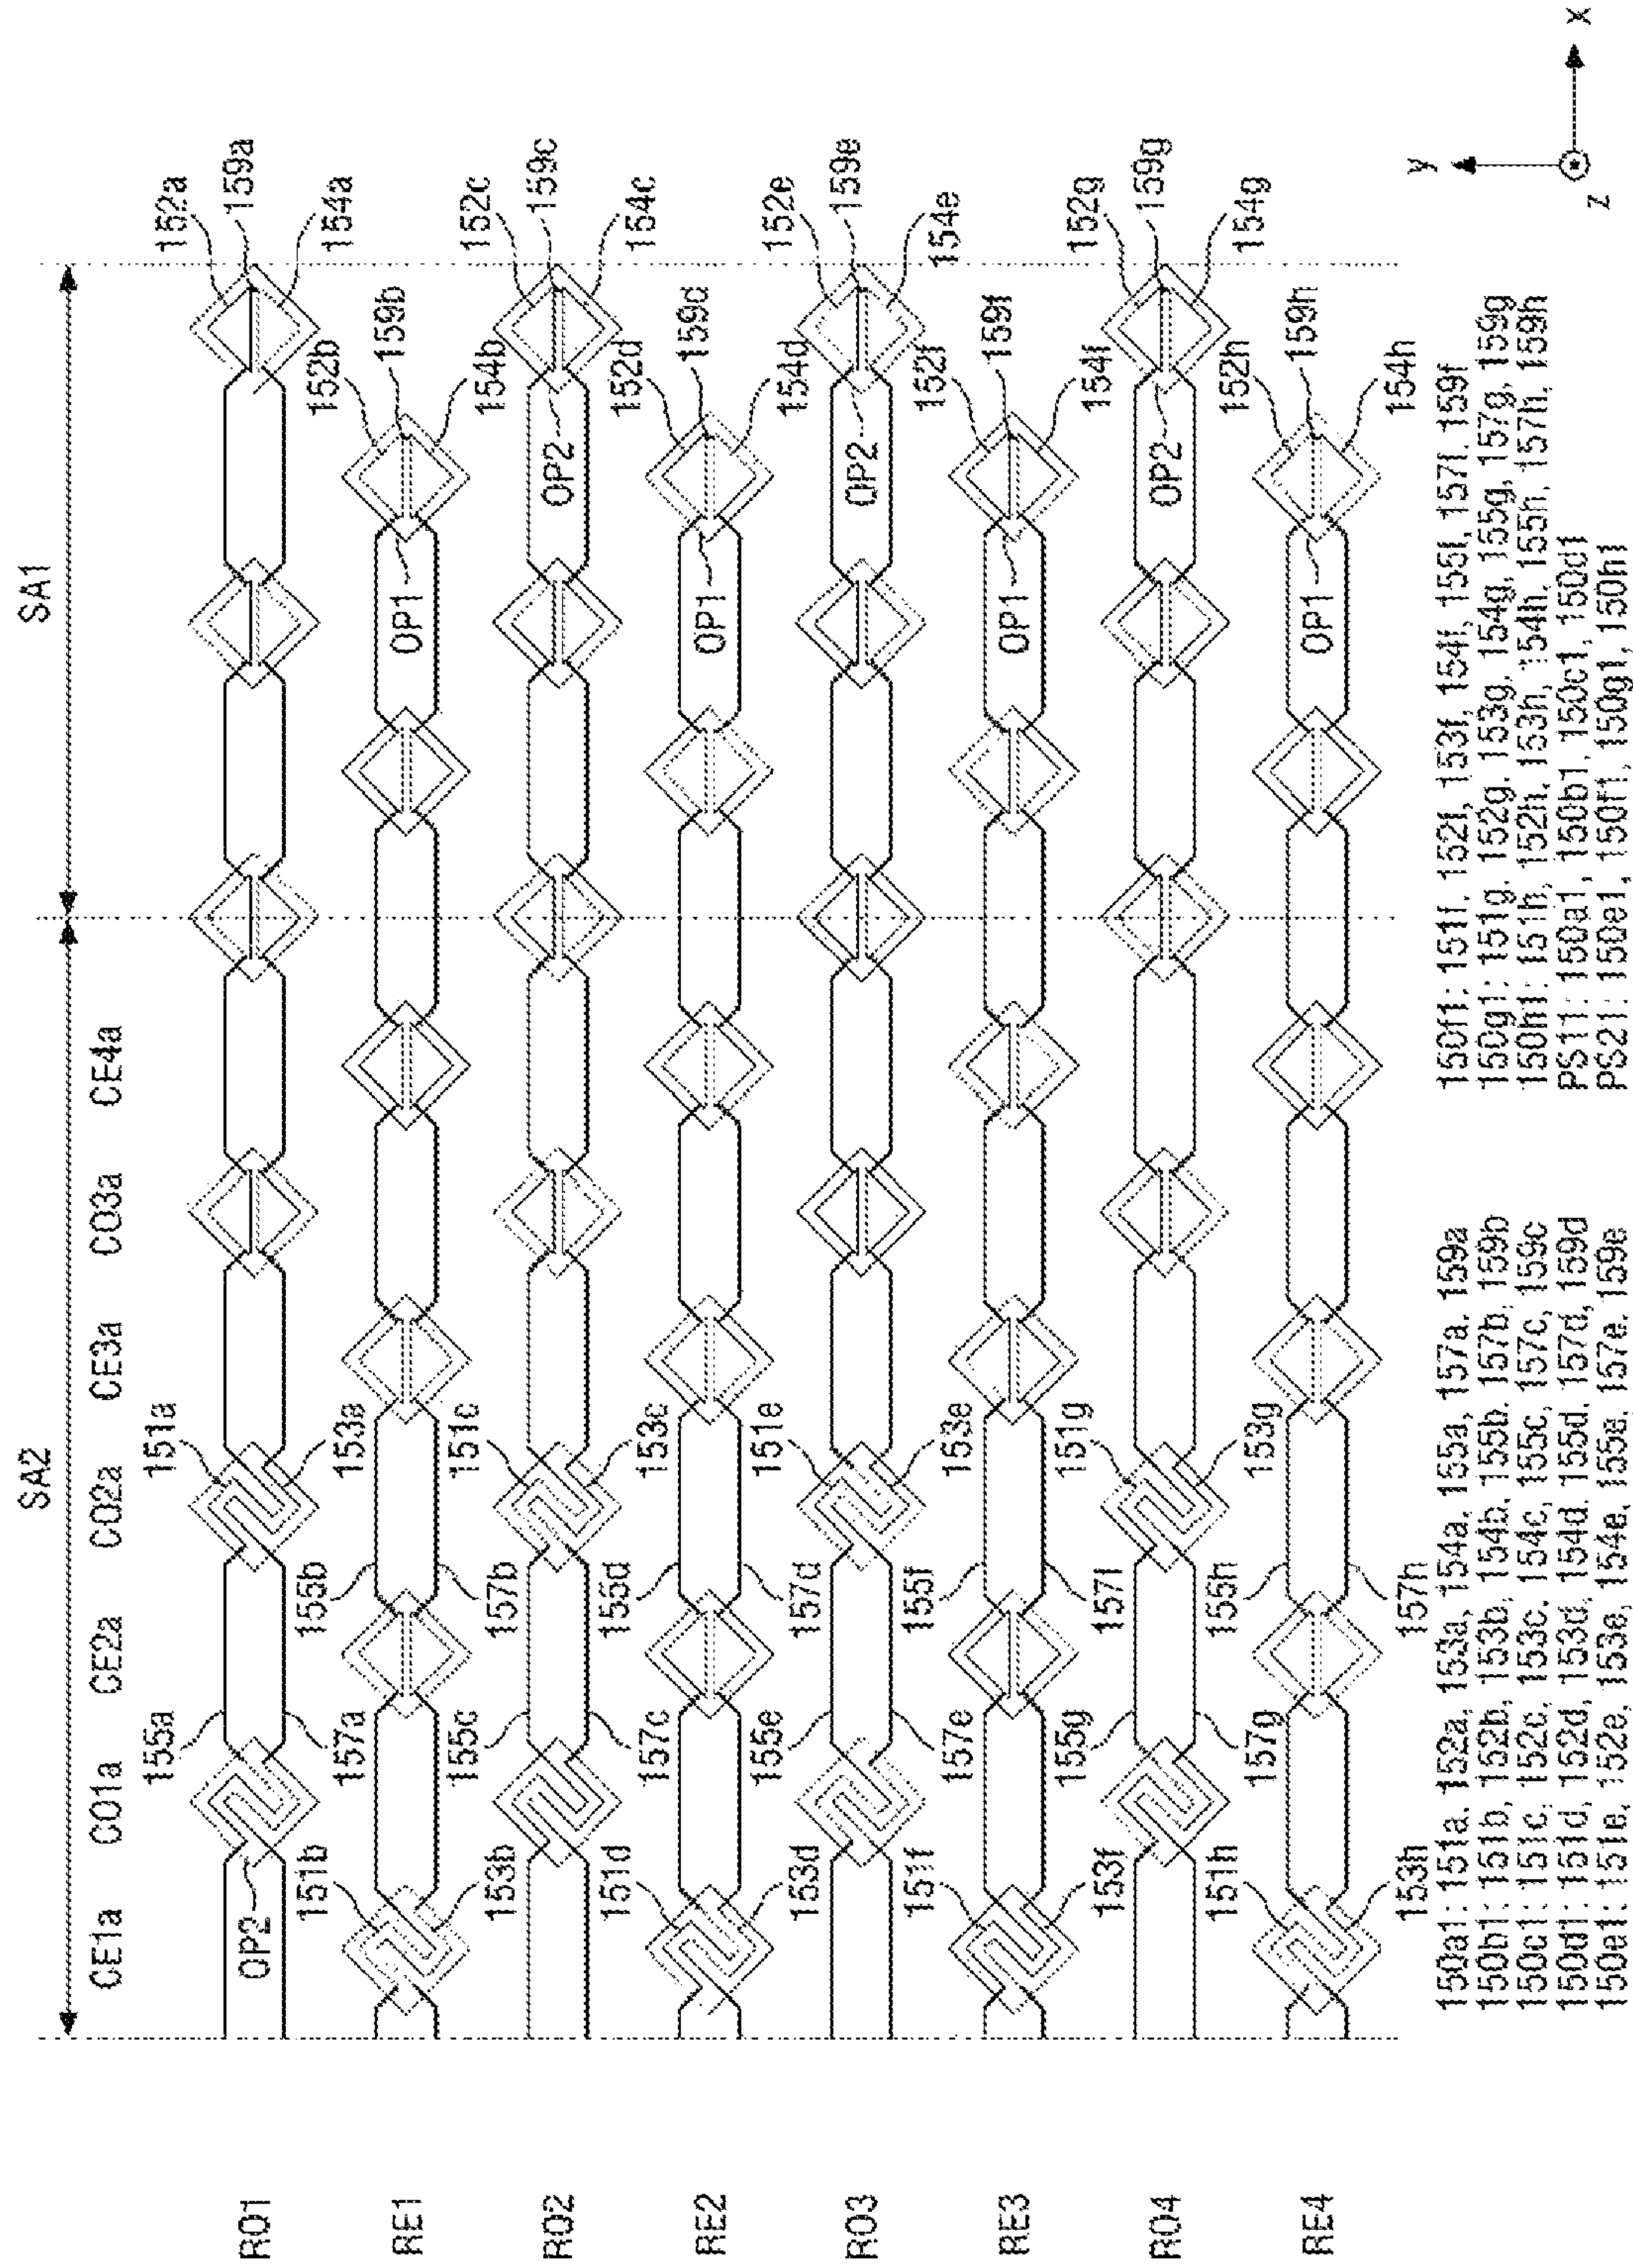 SA2 SA1
CE1a CO1a CE2a CO2a CE3a CO3a CE4a
155a 151a 152a
RO1 OP2 159a
151b 155b 152b
157a 153a 154a
RE1 OP1 159b
155c 151c 152c
153b 157b 154b
RO2 OP2 159c
151d 155d 152d
157c 153c 154c
RE2 OP1 159d
155e 151e 152e
153d 157d 154d
RO3 OP2 159e
151f 155f 152f
157e 153e 154e
RE3 OP1 159f
155g 151g 152g
153f 157f 154f
RO4 OP2 159g
151h 155h 152h
157g 153g 154g
RE4 OP1 159h
153h 157h 154h
150a1: 151a, 152a, 153a, 154a, 155a, 157a, 159a
150b1: 151b, 152b, 153b, 154b, 155b, 157b, 159b
150c1: 151c, 152c, 153c, 154c, 155c, 157c, 159c
150d1: 151d, 152d, 153d, 154d, 155d, 157d, 159d
150e1: 151e, 152e, 153e, 154e, 155e, 157e, 159e
150f1: 151f, 152f, 153f, 154f, 155f, 157f, 159f
150g1: 151g, 152g, 153g, 154g, 155g, 157g, 159g
150h1: 151h, 152h, 153h, 154h, 155h, 157h, 159h
PS11: 150a1, 150b1, 150c1, 150d1
PS21: 150e1, 150f1, 150g1, 150h1
y
z x